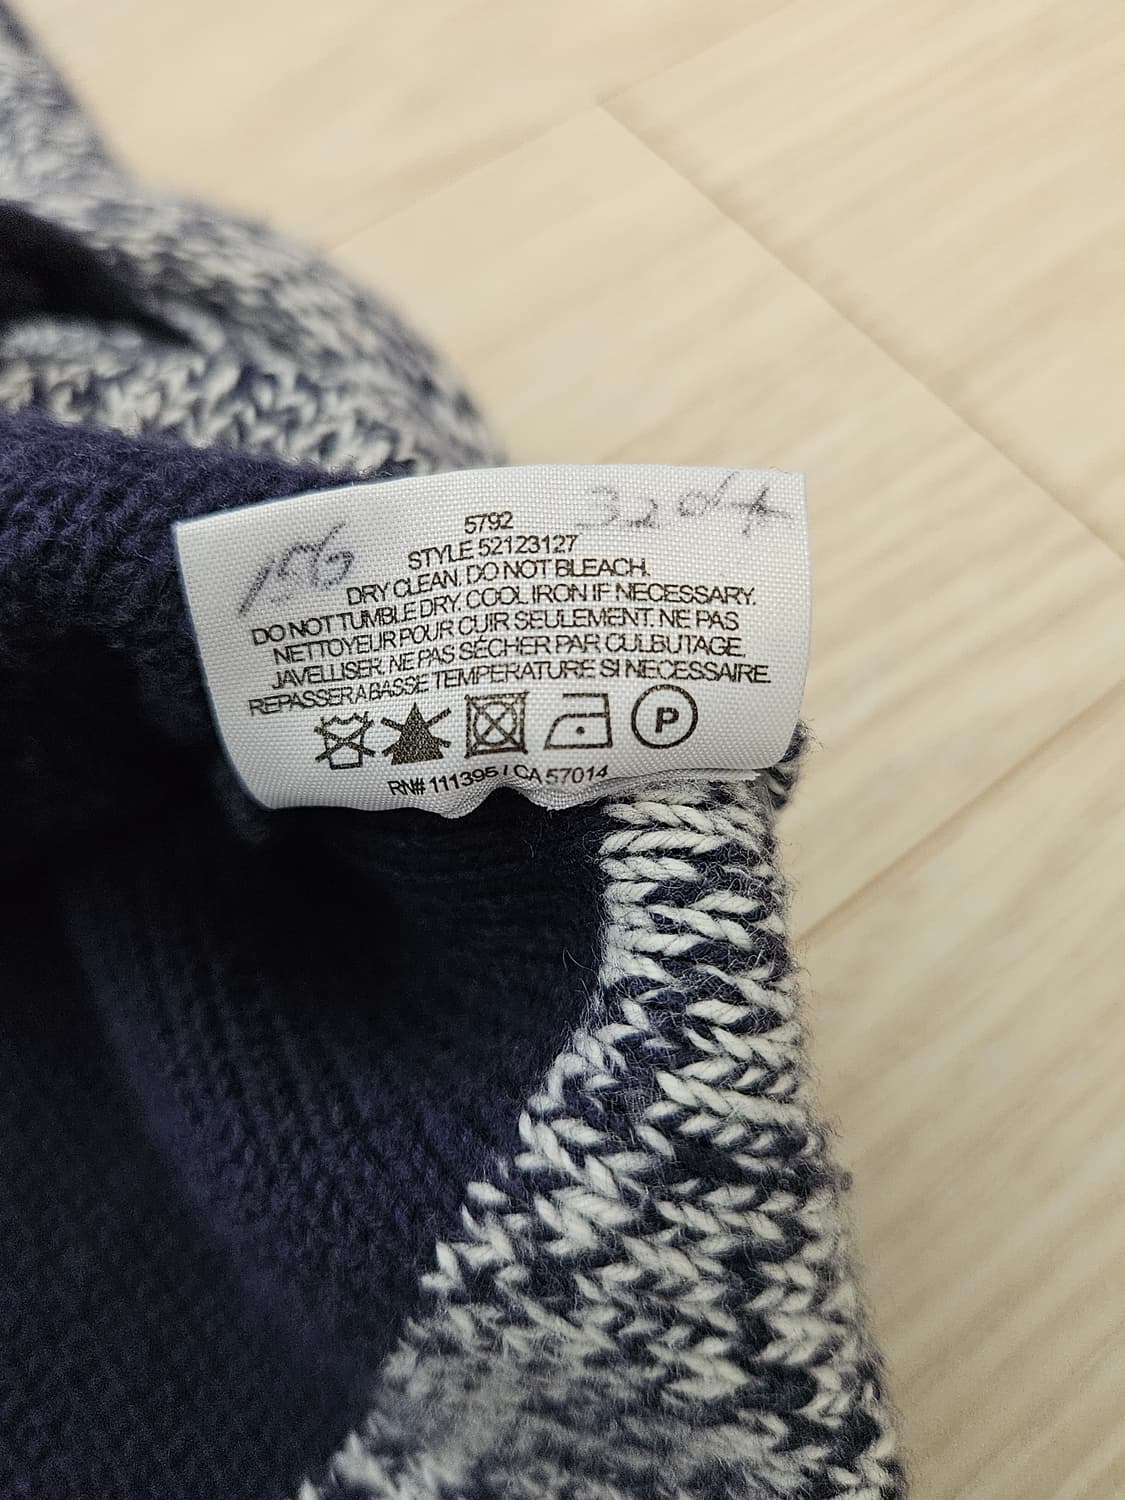 156
5792
STYLE 52123127
DRY CLEAN. DO NOT BLEACH.
DO NOT TUMBLE DRY. COOL IRON IF NECESSARY.
NETTOYEUR POUR CUIR SEULEMENT. NE PAS
JAVELLISER. NE PAS SÉCHER PAR CULBUTAGE.
REPASSER A BASSE TEMPERATURE SI NECESSAIRE.
P
RN# 111395 / CA 57014